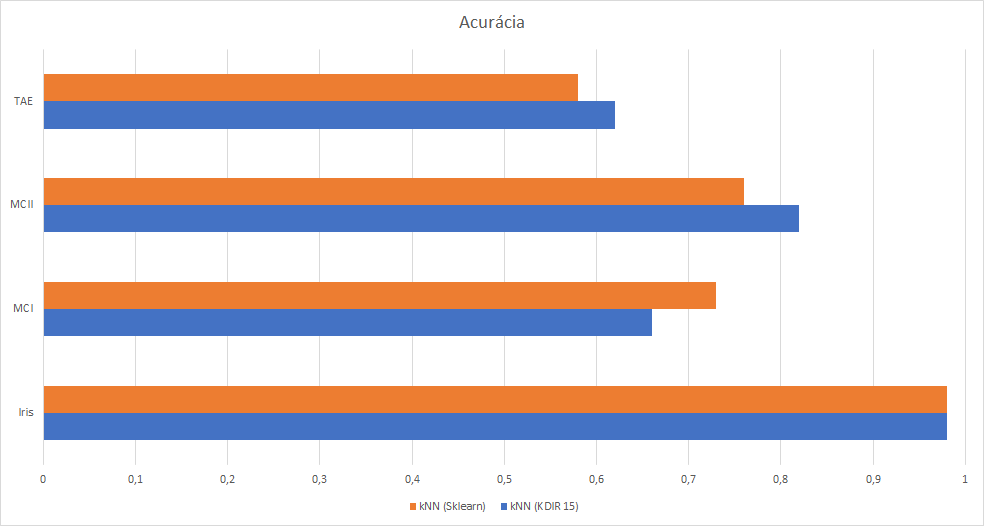 Acurácia
TAE
MCII
MCI
Iris
0 0,1 0,2 0,3 0,4 0,5 0,6 0,7 0,8 0,9 1
kNN (Sklearn) kNN (KDIR 15)